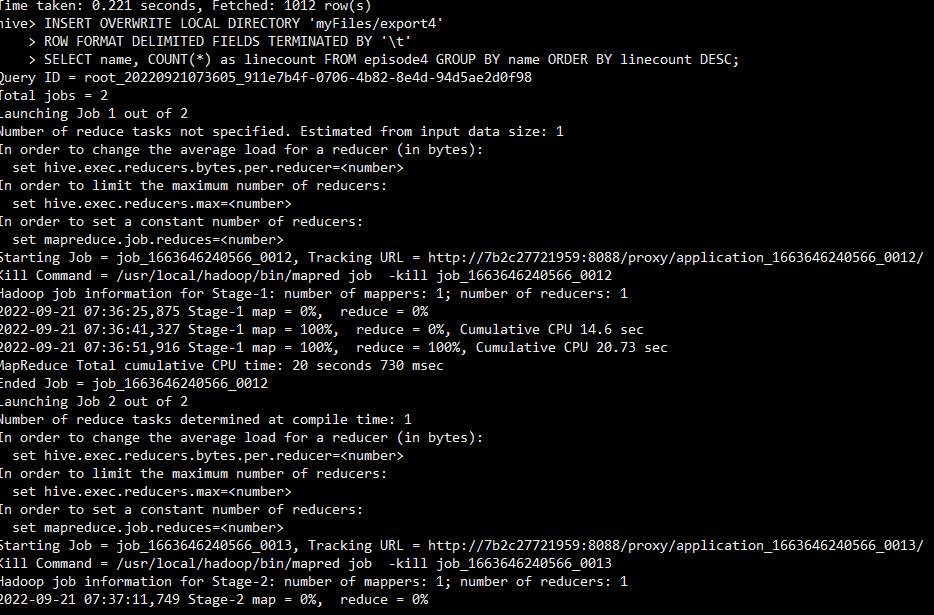 Time taken: 0.221 seconds, Fetched: 1012 row(s)
hive> INSERT OVERWRITE LOCAL DIRECTORY 'myFiles/export4'
    > ROW FORMAT DELIMITED FIELDS TERMINATED BY '\t'
    > SELECT name, COUNT(*) as linecount FROM episode4 GROUP BY name ORDER BY linecount DESC;
Query ID = root_20220921073605_911e7b4f-0706-4b82-8e4d-94d5ae2d0f98
Total jobs = 2
Launching Job 1 out of 2
Number of reduce tasks not specified. Estimated from input data size: 1
In order to change the average load for a reducer (in bytes):
  set hive.exec.reducers.bytes.per.reducer=<number>
In order to limit the maximum number of reducers:
  set hive.exec.reducers.max=<number>
In order to set a constant number of reducers:
  set mapreduce.job.reduces=<number>
Starting Job = job_1663646240566_0012, Tracking URL = http://7b2c27721959:8088/proxy/application_1663646240566_0012/
Kill Command = /usr/local/hadoop/bin/mapred job  -kill job_1663646240566_0012
Hadoop job information for Stage-1: number of mappers: 1; number of reducers: 1
2022-09-21 07:36:25,875 Stage-1 map = 0%,  reduce = 0%
2022-09-21 07:36:41,327 Stage-1 map = 100%,  reduce = 0%, Cumulative CPU 14.6 sec
2022-09-21 07:36:51,916 Stage-1 map = 100%,  reduce = 100%, Cumulative CPU 20.73 sec
MapReduce Total cumulative CPU time: 20 seconds 730 msec
Ended Job = job_1663646240566_0012
Launching Job 2 out of 2
Number of reduce tasks determined at compile time: 1
In order to change the average load for a reducer (in bytes):
  set hive.exec.reducers.bytes.per.reducer=<number>
In order to limit the maximum number of reducers:
  set hive.exec.reducers.max=<number>
In order to set a constant number of reducers:
  set mapreduce.job.reduces=<number>
Starting Job = job_1663646240566_0013, Tracking URL = http://7b2c27721959:8088/proxy/application_1663646240566_0013/
Kill Command = /usr/local/hadoop/bin/mapred job  -kill job_1663646240566_0013
Hadoop job information for Stage-2: number of mappers: 1; number of reducers: 1
2022-09-21 07:37:11,749 Stage-2 map = 0%,  reduce = 0%